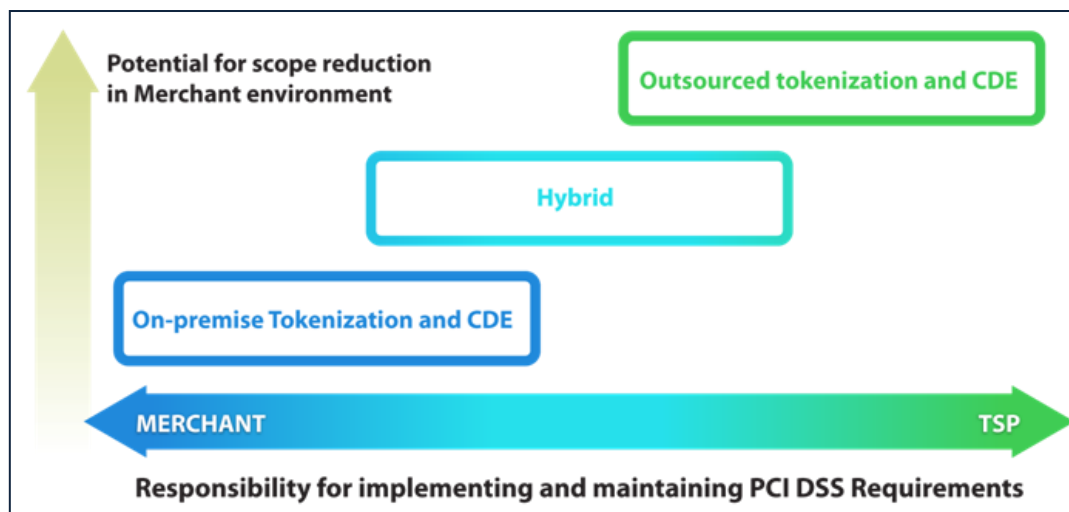 Potential for scope reduction
in Merchant environment
Outsourced tokenization and CDE
Hybrid
On-premise Tokenization and CDE
MERCHANT
TSP
Responsibility for implementing and maintaining PCI DSS Requirements